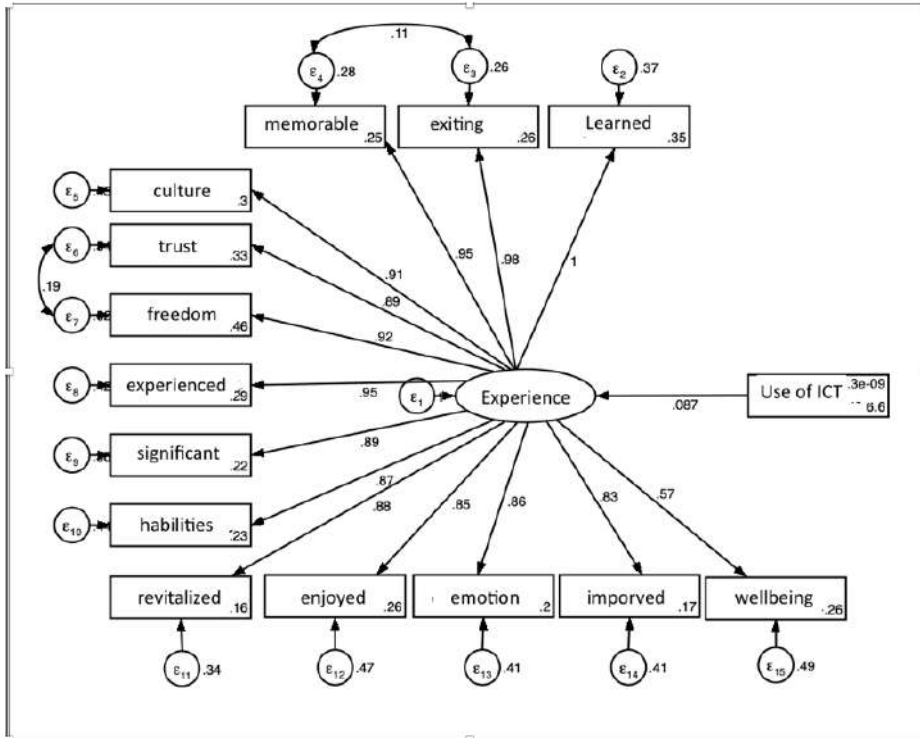 .11
ε4 .28
ε3 .26
ε2 .37
memorable .25
exiting .26
Learned .35
ε5
culture .3
ε6
trust .33
.19
ε7
freedom .46
ε8
experienced .29
ε9
significant .22
ε10
habilities .23
.95
.98
1
.91
.89
.92
.95
ε1
Experience
.087
Use of ICT .3e-09
6.6
.89
.87
.88
.85
.86
.83
.57
revitalized .16
enjoyed .26
emotion .2
imporved .17
wellbeing .26
ε11 .34
ε12 .47
ε13 .41
ε14 .41
ε15 .49